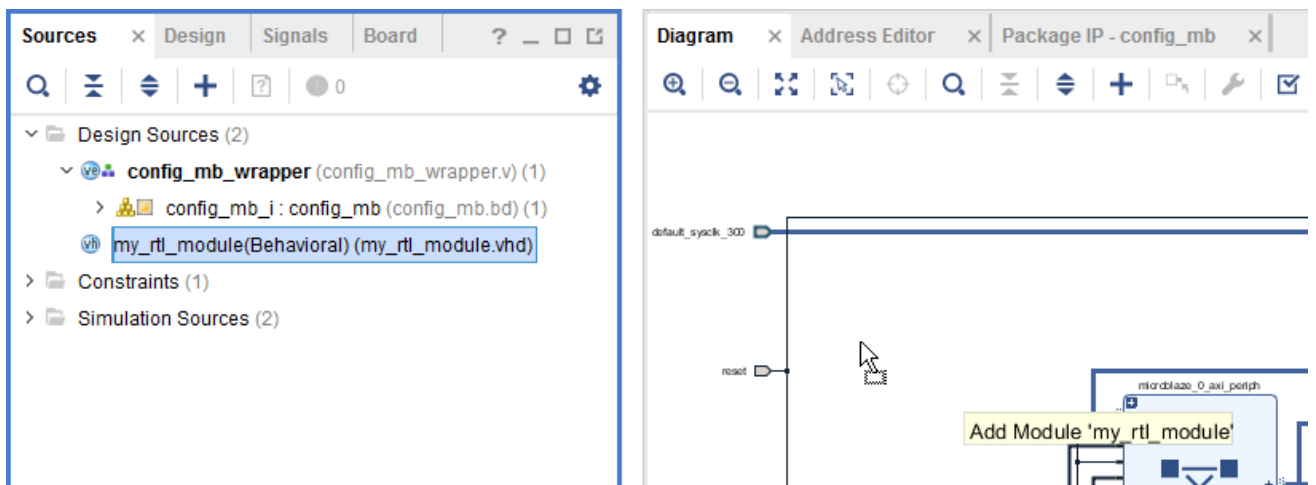 Sources × Design Signals Board ?
0
Design Sources (2)
config_mb_wrapper (config_mb_wrapper.v) (1)
config_mb_i : config_mb (config_mb.bd) (1)
my_rtl_module(Behavioral) (my_rtl_module.vhd)
Constraints (1)
Simulation Sources (2)
Diagram × Address Editor × Package IP - config_mb ×
default_sysclk_300
reset
microblaze_0_axi_periph
Add Module 'my_rtl_module'